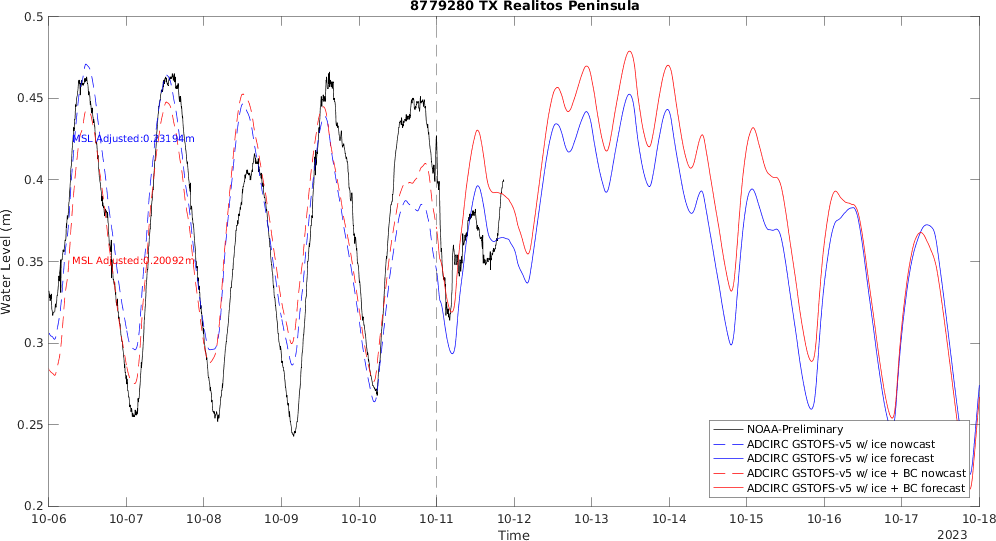 8779280 TX Realitos Peninsula
0.5
0.45
0.4
0.35
0.3
0.25
0.2
Water Level (m)
MSL Adjusted:0.23194m
MSL Adjusted:0.20092m
NOAA-Preliminary
ADCIRC GSTOFS-v5 w/ ice nowcast
ADCIRC GSTOFS-v5 w/ ice forecast
ADCIRC GSTOFS-v5 w/ ice + BC nowcast
ADCIRC GSTOFS-v5 w/ ice + BC forecast
10-06 10-07 10-08 10-09 10-10 10-11 10-12 10-13 10-14 10-15 10-16 10-17 10-18
Time
2023